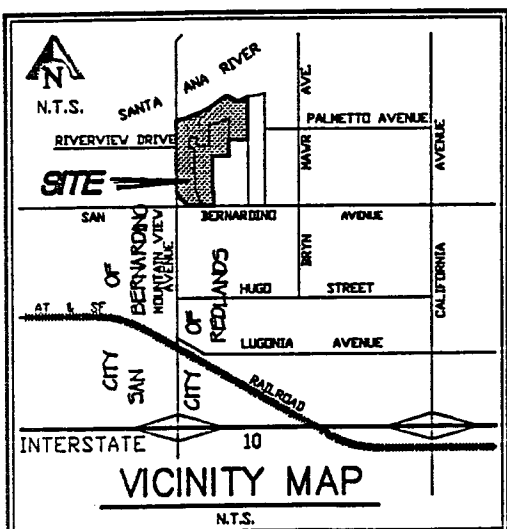 N
N.T.S.
SANTA ANA RIVER
BRYN MAWR AVE.
PALMETTO AVENUE
RIVERVIEW DRIVE
SITE
SAN BERNARDINO AVENUE
CITY OF SAN BERNARDINO
MOUNTAIN VIEW AVENUE
CITY OF REDLANDS
CALIFORNIA AVENUE
HUGO STREET
AT & SF
LUGONIA AVENUE
RAILROAD
INTERSTATE 10
VICINITY MAP
N.T.S.